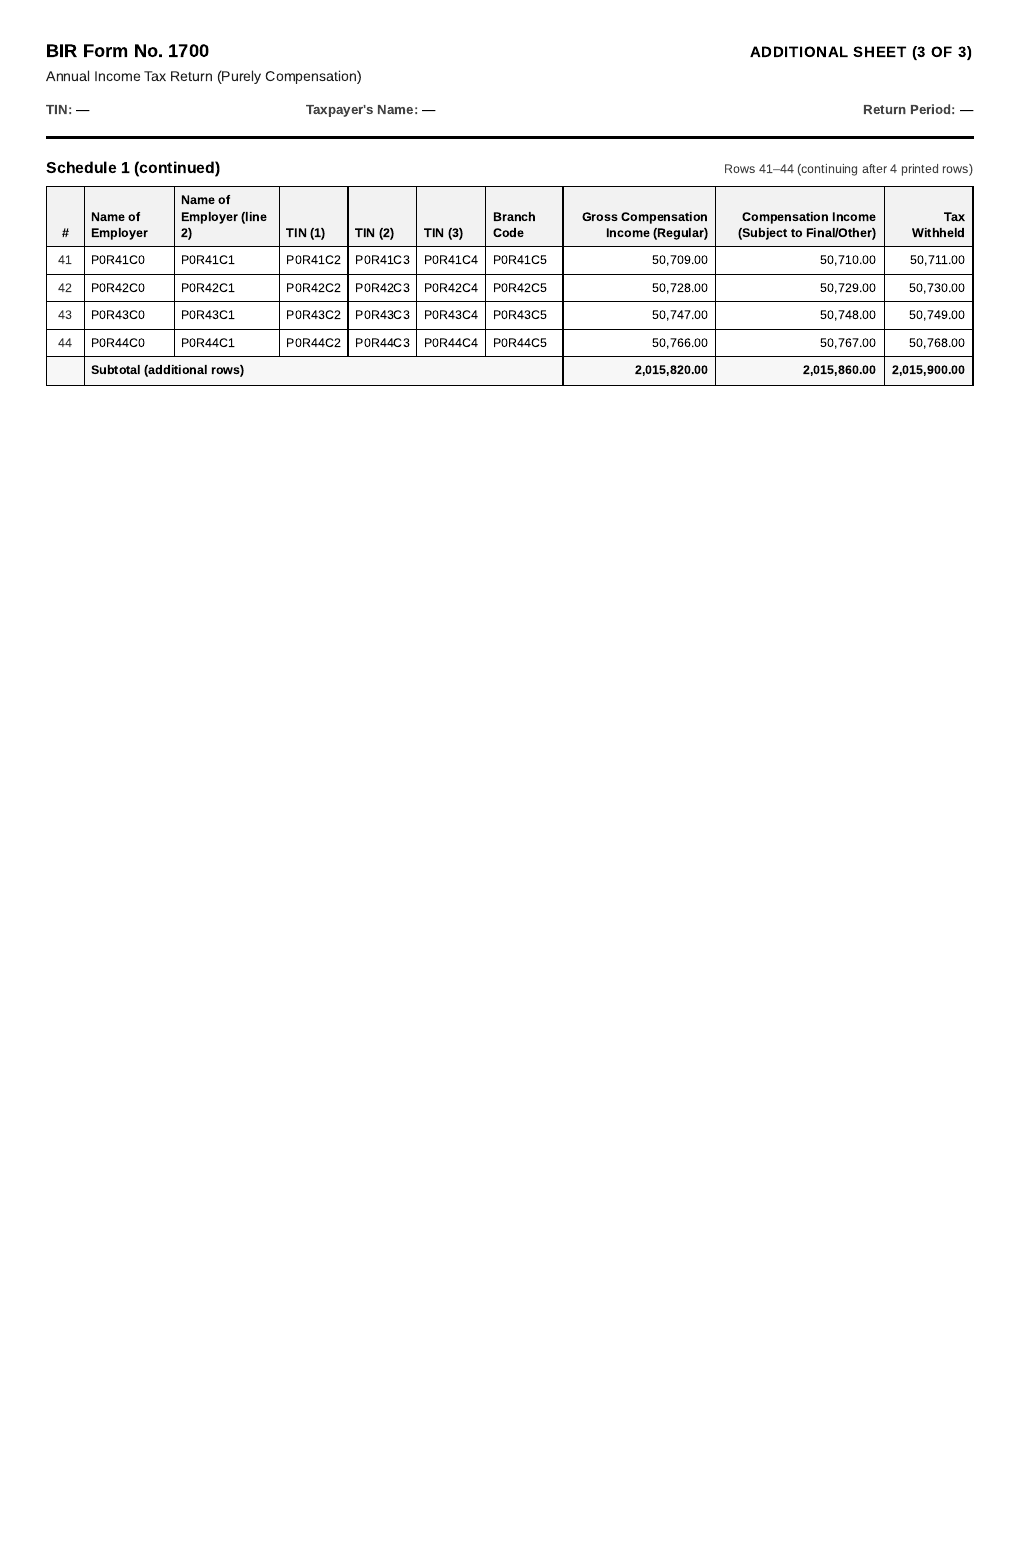 BIR Form No. 1700
ADDITIONAL SHEET (3 OF 3)
Annual Income Tax Return (Purely Compensation)
TIN: — Taxpayer's Name: — Return Period: —
Schedule 1 (continued)
Rows 41–44 (continuing after 4 printed rows)
# Name of Employer Name of Employer (line 2) TIN (1) TIN (2) TIN (3) Branch Code Gross Compensation Income (Regular) Compensation Income (Subject to Final/Other) Tax Withheld
41 P0R41C0 P0R41C1 P0R41C2 P0R41C3 P0R41C4 P0R41C5 50,709.00 50,710.00 50,711.00
42 P0R42C0 P0R42C1 P0R42C2 P0R42C3 P0R42C4 P0R42C5 50,728.00 50,729.00 50,730.00
43 P0R43C0 P0R43C1 P0R43C2 P0R43C3 P0R43C4 P0R43C5 50,747.00 50,748.00 50,749.00
44 P0R44C0 P0R44C1 P0R44C2 P0R44C3 P0R44C4 P0R44C5 50,766.00 50,767.00 50,768.00
Subtotal (additional rows) 2,015,820.00 2,015,860.00 2,015,900.00